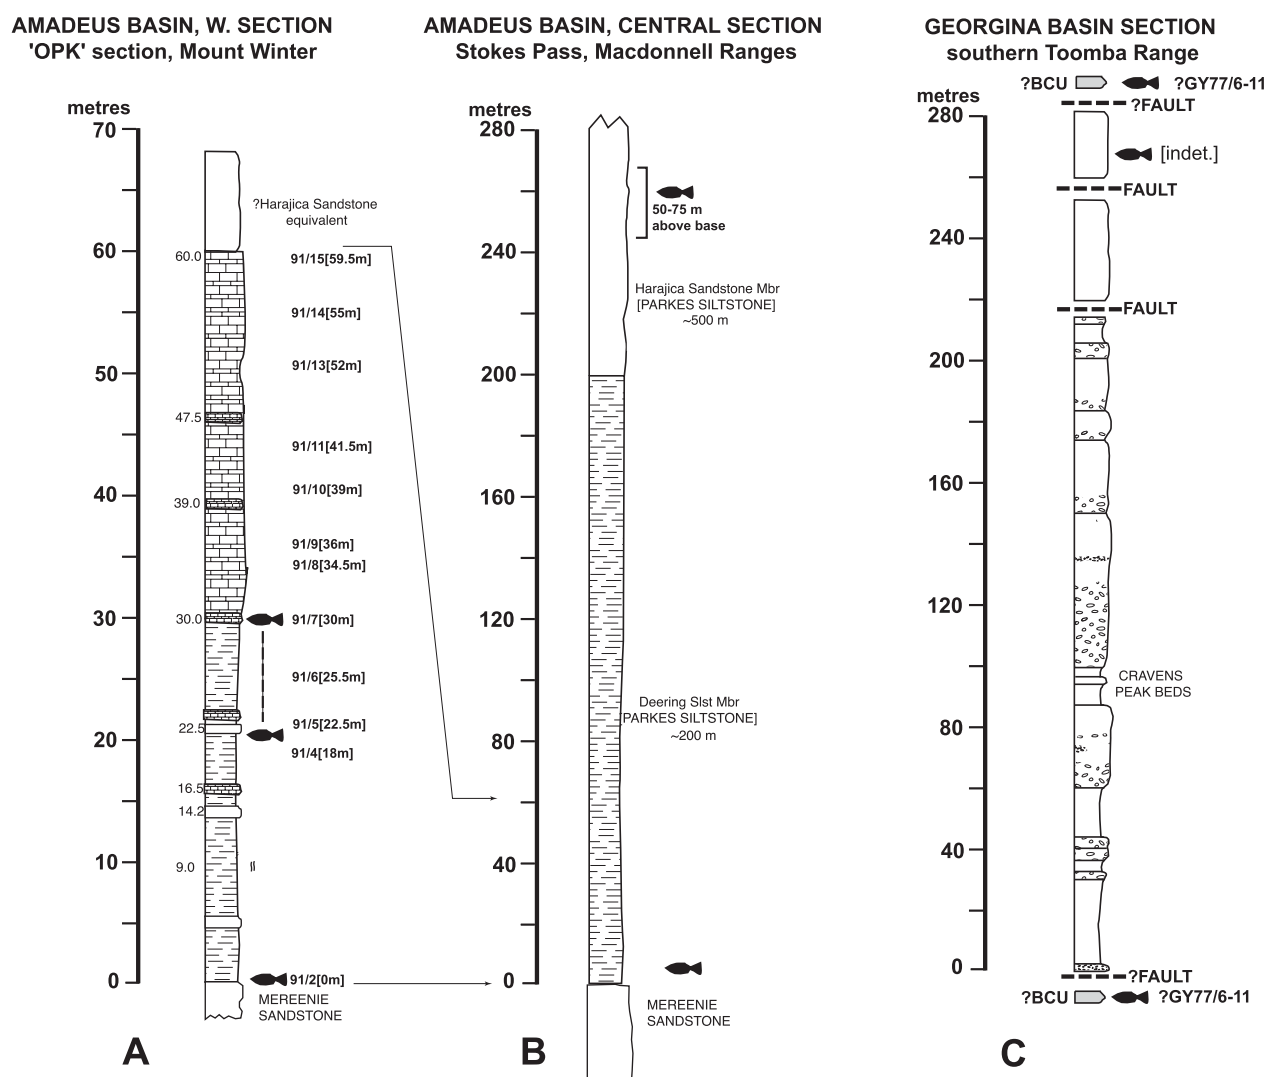 AMADEUS BASIN, W. SECTION
'OPK' section, Mount Winter
metres
70
60
50
40
30
20
10
0
60.0
47.5
39.0
30.0
22.5
16.5
14.2
9.0
?Harajica Sandstone
equivalent
91/15[59.5m]
91/14[55m]
91/13[52m]
91/11[41.5m]
91/10[39m]
91/9[36m]
91/8[34.5m]
91/7[30m]
91/6[25.5m]
91/5[22.5m]
91/4[18m]
91/2[0m]
MEREENIE
SANDSTONE
A
AMADEUS BASIN, CENTRAL SECTION
Stokes Pass, Macdonnell Ranges
metres
280
240
200
160
120
80
40
0
50-75 m
above base
Harajica Sandstone Mbr
[PARKES SILTSTONE]
~500 m
Deering Slst Mbr
[PARKES SILTSTONE]
~200 m
MEREENIE
SANDSTONE
B
GEORGINA BASIN SECTION
southern Toomba Range
?BCU ?GY77/6-11
metres
?FAULT
280
240
200
160
120
80
40
0
[indet.]
FAULT
FAULT
CRAVENS
PEAK BEDS
?FAULT
?BCU ?GY77/6-11
C